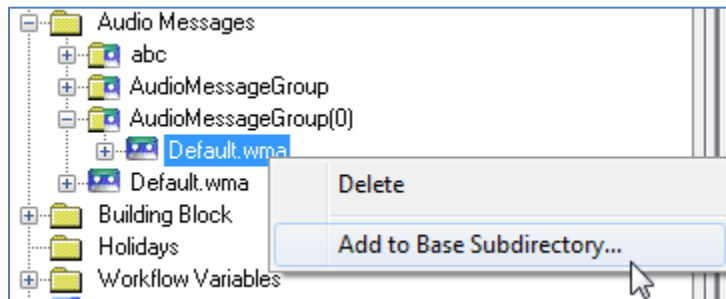 Audio Messages
abc
AudioMessageGroup
AudioMessageGroup(0)
Default.wma
Default.wma
Delete
Building Block
Add to Base Subdirectory...
Holidays
Workflow Variables